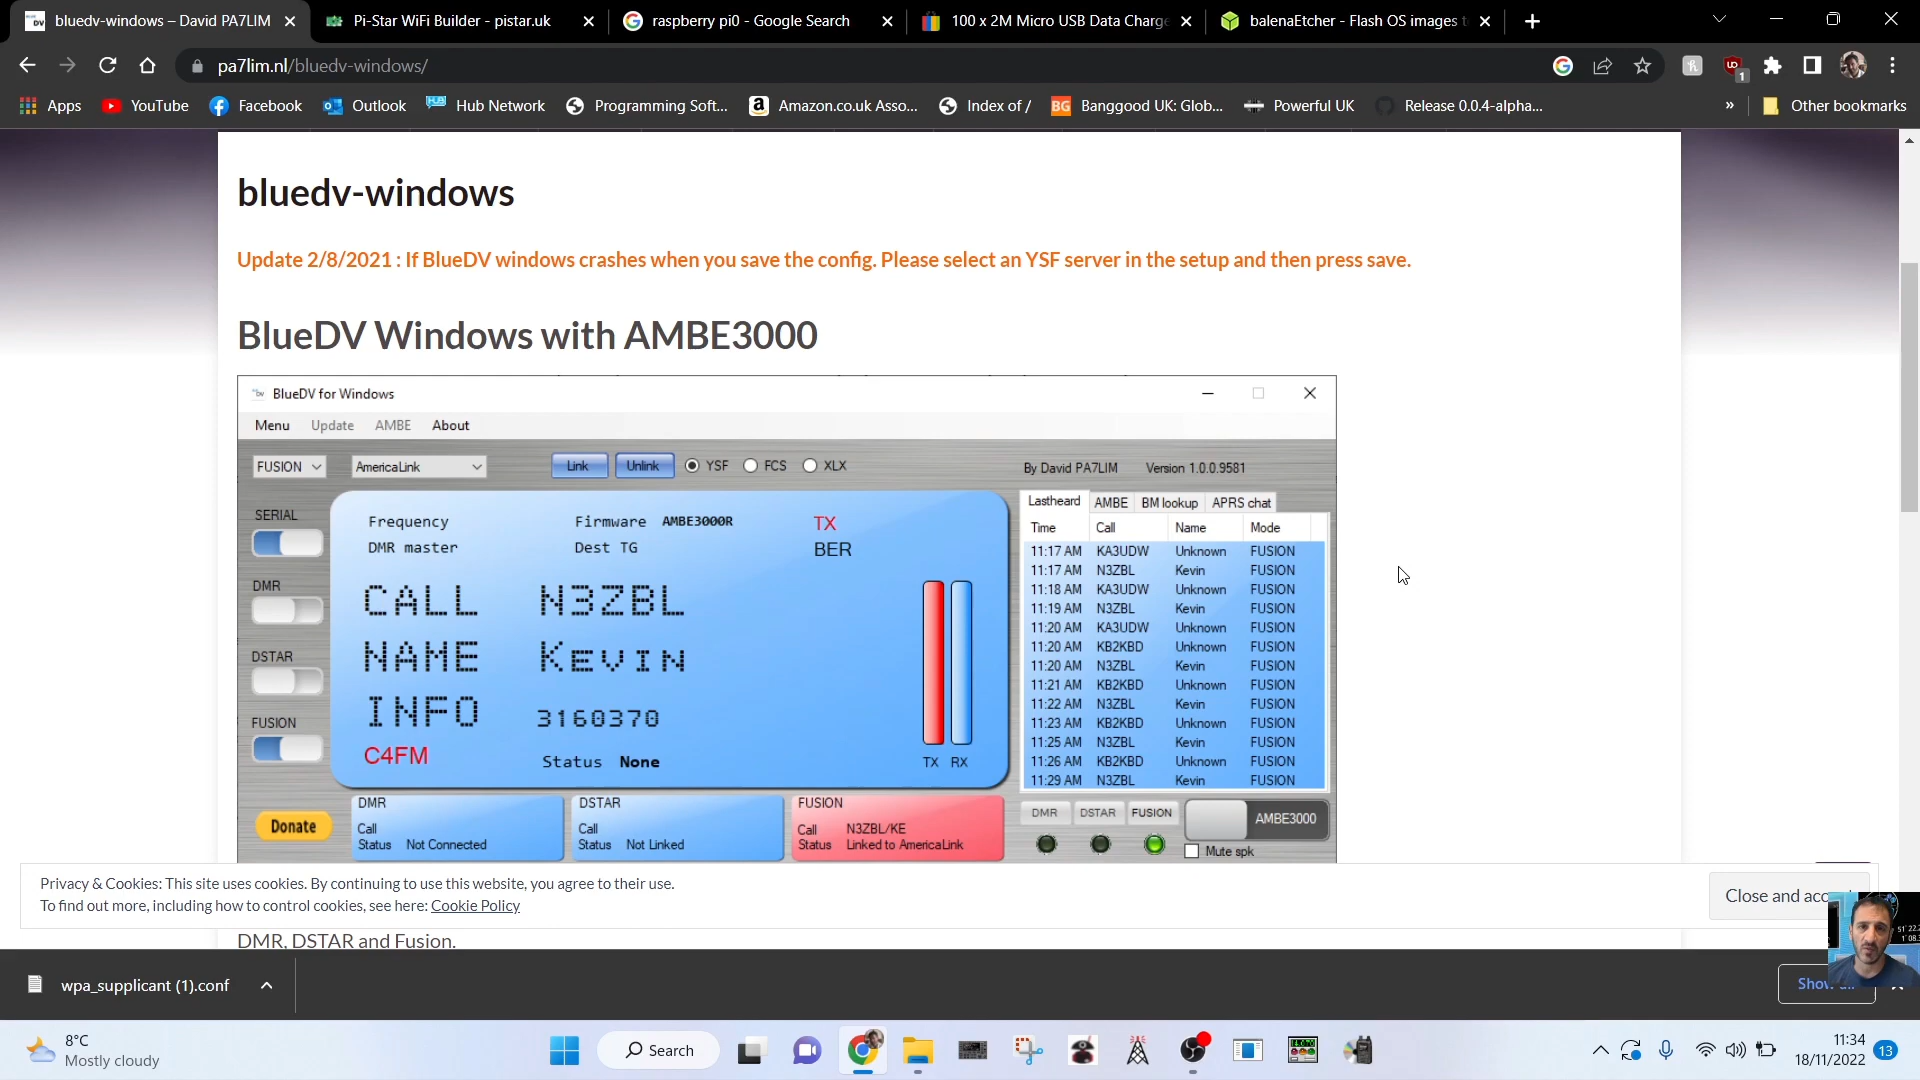 bluedv-windows – David PA7LIM
Pi-Star WiFi Builder - pistar.uk
raspberry pi0 - Google Search
100 x 2M Micro USB Data Charge
balenaEtcher - Flash OS images t
pa7lim.nl/bluedv-windows/
1
Apps
YouTube
Facebook
Outlook
Hub Network
Programming Soft...
Amazon.co.uk Asso...
Index of /
Banggood UK: Glob...
Powerful UK
Release 0.0.4-alpha...
»
Other bookmarks
bluedv-windows
Update 2/8/2021 : If BlueDV windows crashes when you save the config. Please select an YSF server in the setup and then press save.
BlueDV Windows with AMBE3000
BlueDV for Windows
Menu Update AMBE About
FUSION AmericaLink Link Unlink YSF FCS XLX
By David PA7LIM Version 1.0.0.9581
SERIAL
DMR
DSTAR
FUSION
Frequency Firmware AMBE3000R TX
DMR master Dest TG BER
CALL N3ZBL
NAME Kevin
INFO 3160370
C4FM Status None TX RX
Lastheard AMBE BM lookup APRS chat
Time Call Name Mode
11:17 AM KA3UDW Unknown FUSION
11:17 AM N3ZBL Kevin FUSION
11:18 AM KA3UDW Unknown FUSION
11:19 AM N3ZBL Kevin FUSION
11:20 AM KA3UDW Unknown FUSION
11:20 AM KB2KBD Unknown FUSION
11:20 AM N3ZBL Kevin FUSION
11:21 AM KB2KBD Unknown FUSION
11:22 AM N3ZBL Kevin FUSION
11:23 AM KB2KBD Unknown FUSION
11:25 AM N3ZBL Kevin FUSION
11:26 AM KB2KBD Unknown FUSION
11:29 AM N3ZBL Kevin FUSION
Donate
DMR
Call
Status Not Connected
DSTAR
Call
Status Not Linked
FUSION
Call N3ZBL/KE
Status Linked to AmericaLink
DMR DSTAR FUSION AMBE3000
Mute spk
Privacy & Cookies: This site uses cookies. By continuing to use this website, you agree to their use.
To find out more, including how to control cookies, see here: Cookie Policy
Close and acc
DMR, DSTAR and Fusion.
wpa_supplicant (1).conf
Show all
8°C
Mostly cloudy
Search
11:34
18/11/2022
13